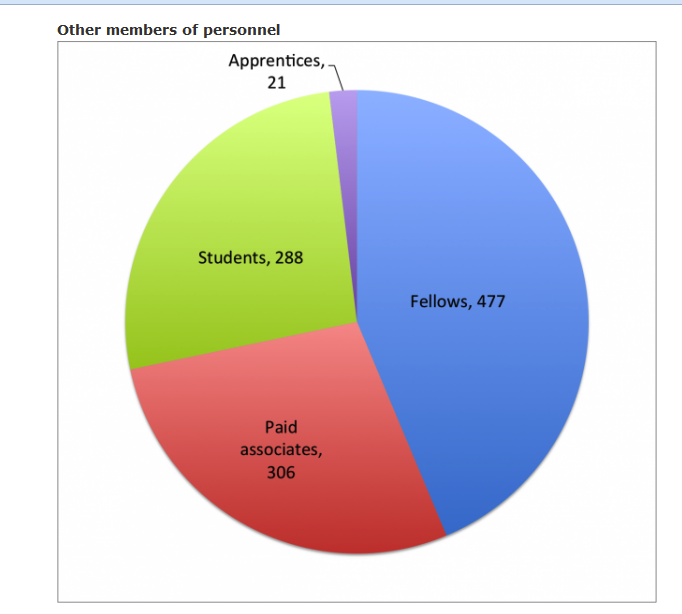 Other members of personnel
Apprentices,
21
Students, 288
Fellows, 477
Paid
associates,
306